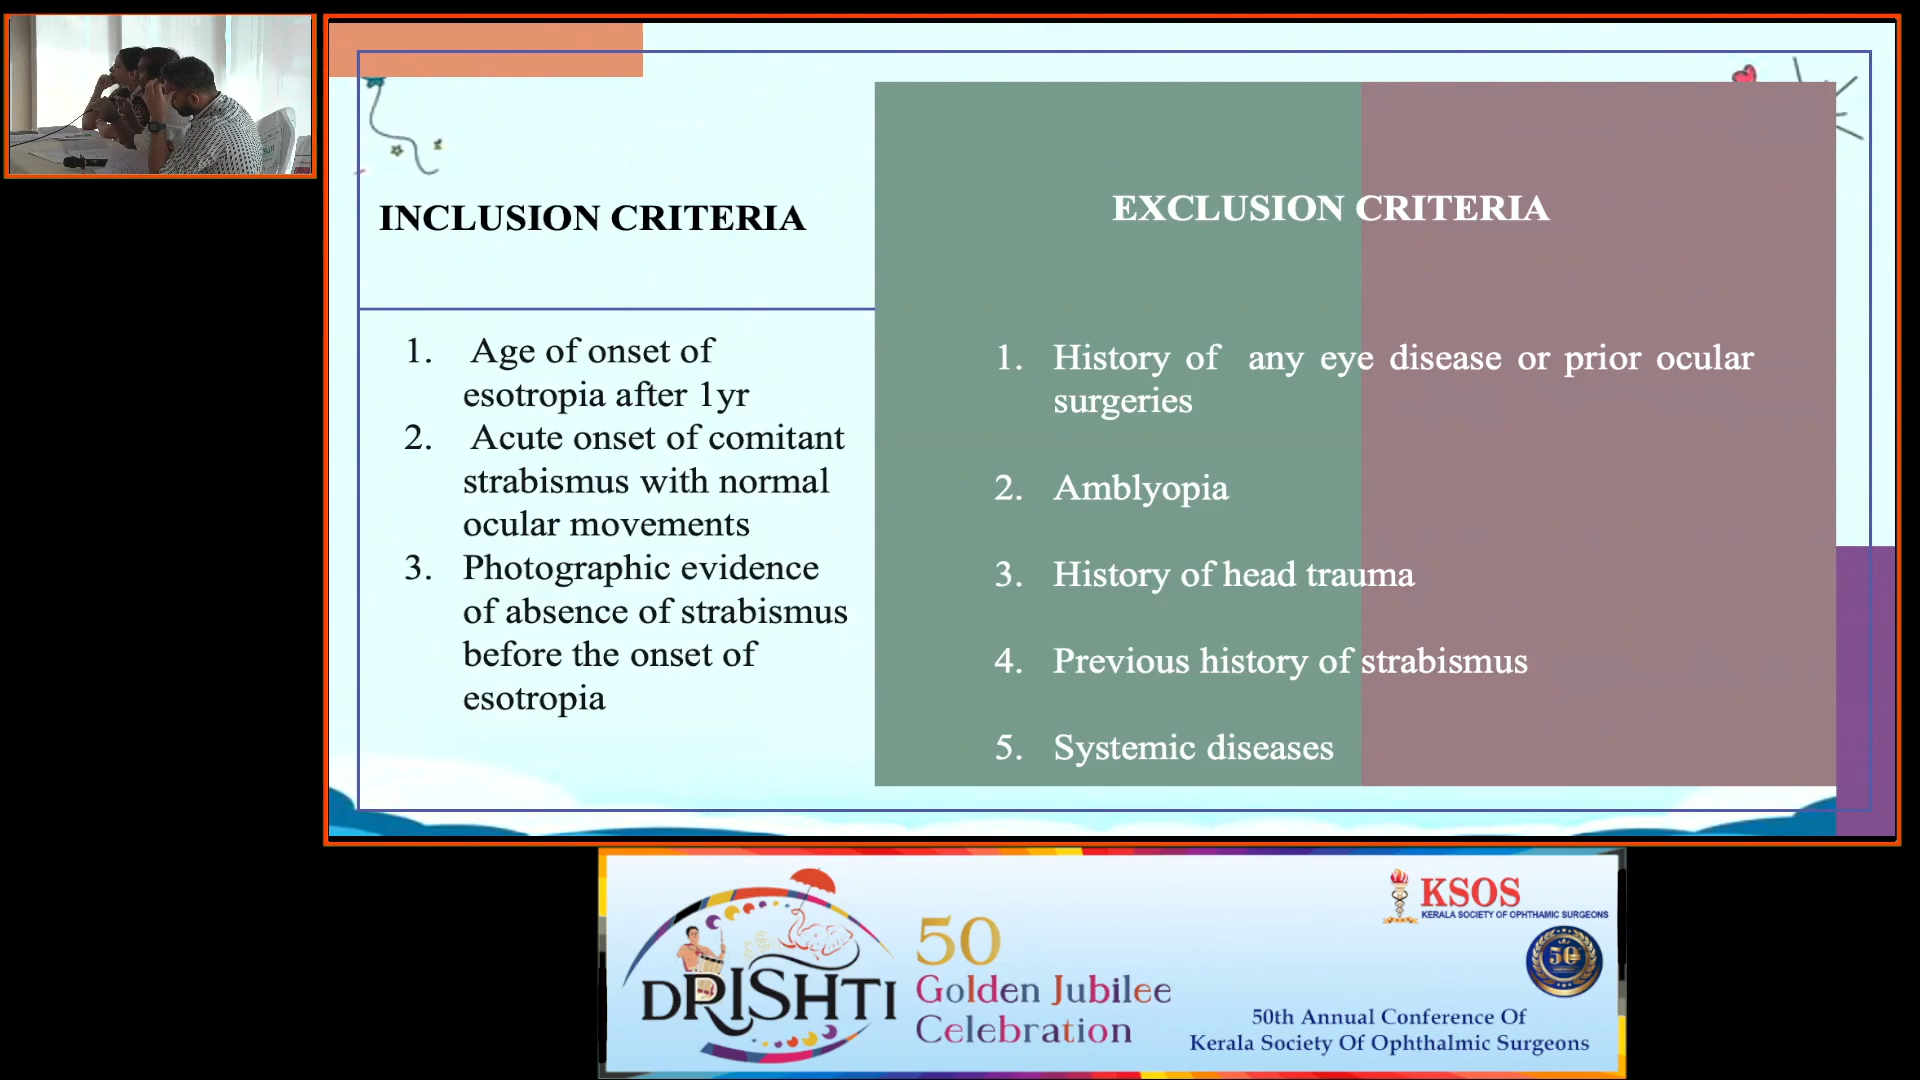 INCLUSION CRITERIA
1. Age of onset of
esotropia after 1yr
2. Acute onset of comitant
strabismus with normal
ocular movements
3. Photographic evidence
of absence of strabismus
before the onset of
esotropia
EXCLUSION CRITERIA
1. History of any eye disease or prior ocular
surgeries
2. Amblyopia
3. History of head trauma
4. Previous history of strabismus
5. Systemic diseases
DRISHTI
50
Golden Jubilee
Celebration
KSOS
KERALA SOCIETY OF OPHTHAMIC SURGEONS
50
50th Annual Conference Of
Kerala Society Of Ophthalmic Surgeons